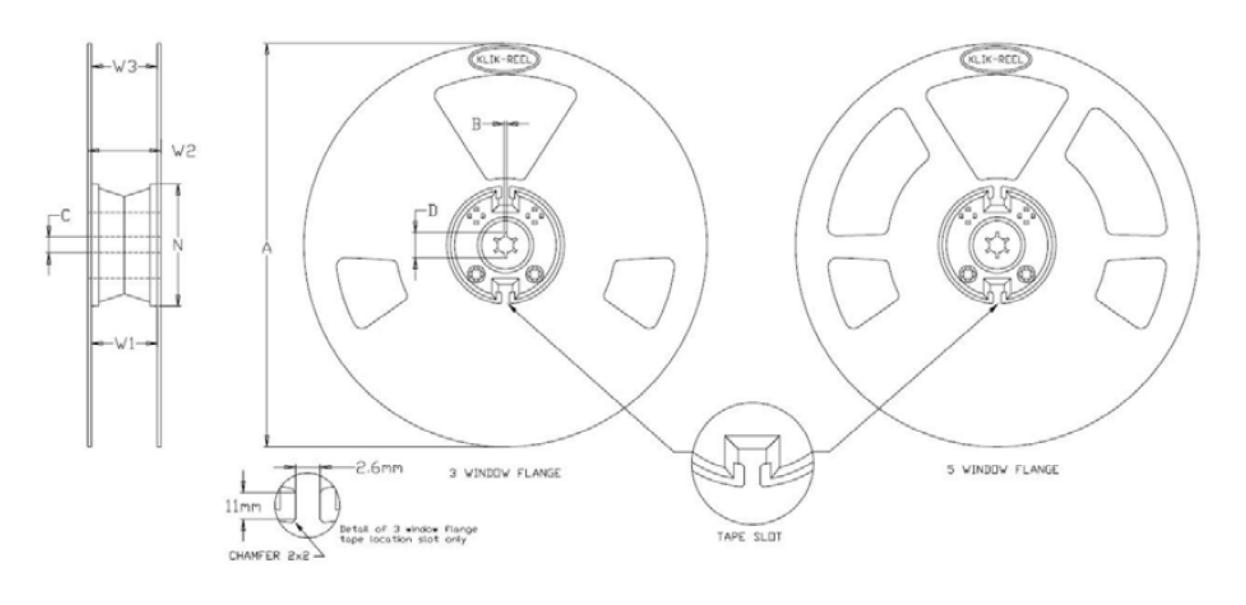 KLIK-REEL
KLIK-REEL
W3
B
W2
C
D
A
N
W1
2.6mm
3 WINDOW FLANGE
5 WINDOW FLANGE
11mm
Detail of 3 window flange
tape location slot only
TAPE SLOT
CHAMFER 2x2